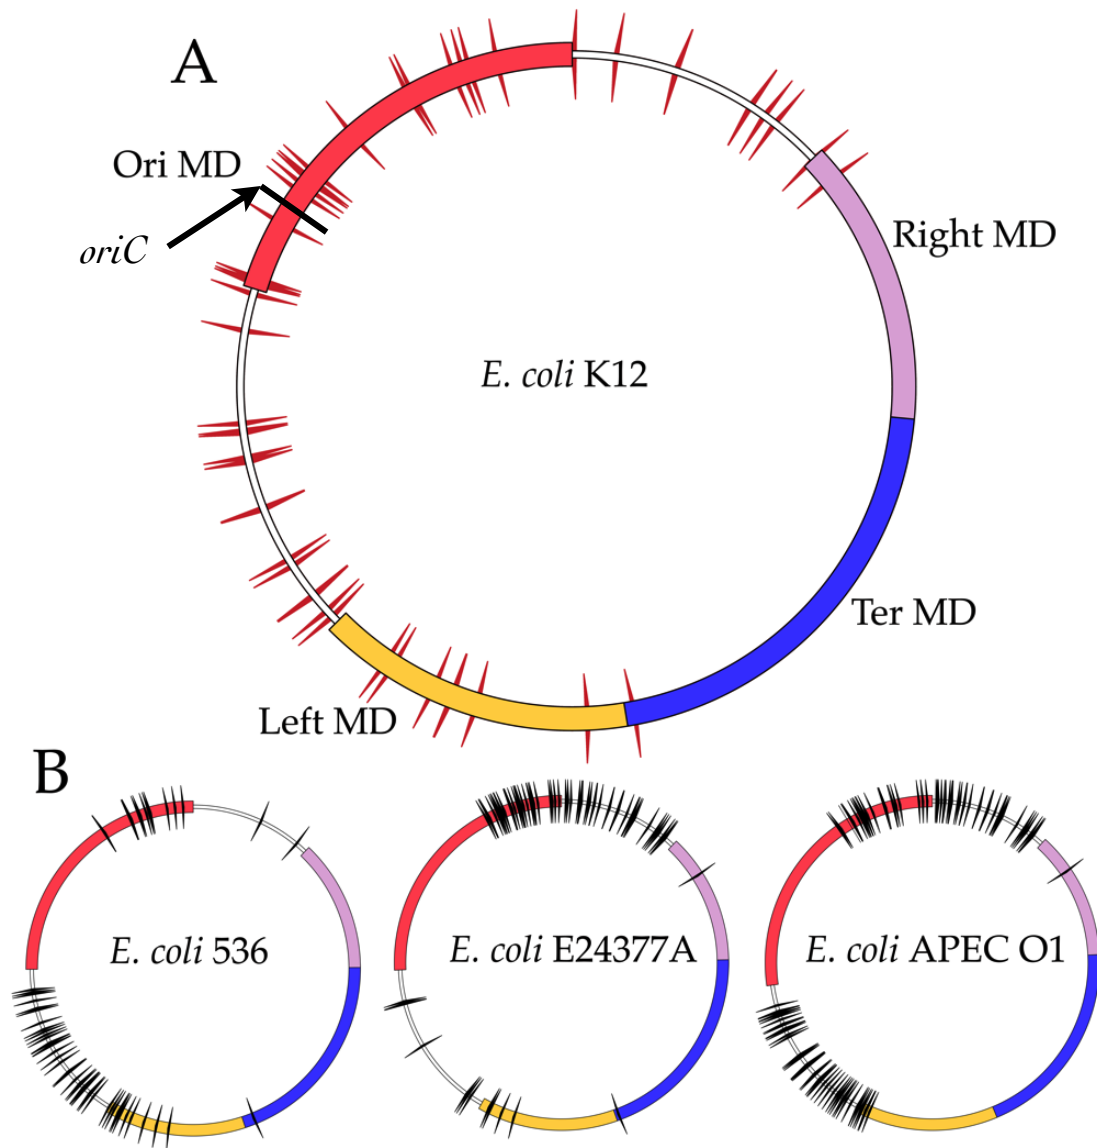 A
Ori MD
oriC
Right MD
E. coli K12
Ter MD
Left MD
B
E. coli 536
E. coli E24377A
E. coli APEC O1